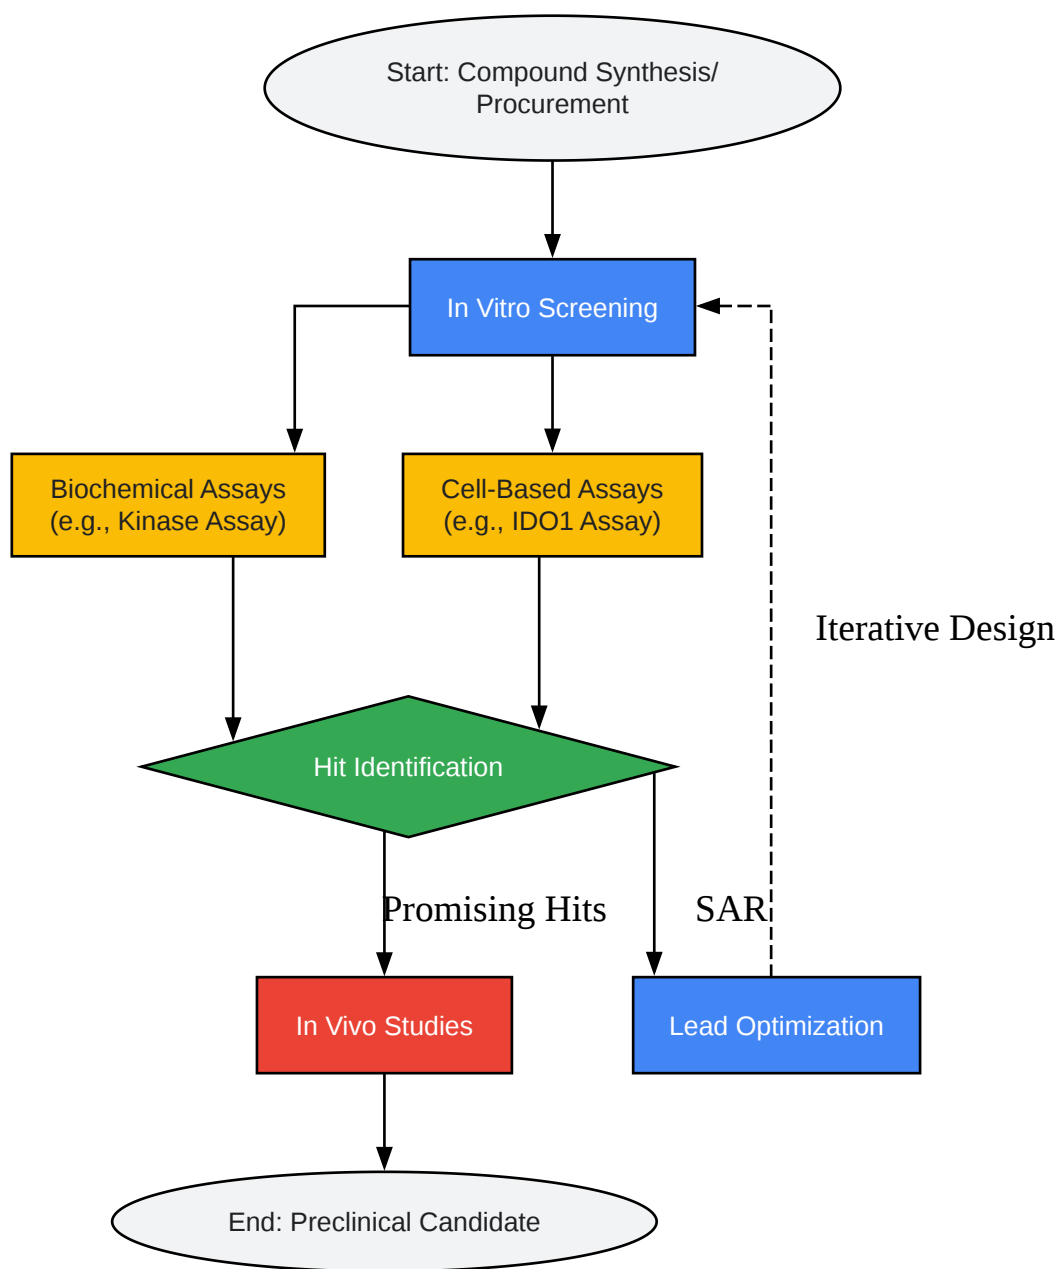 Start: Compound Synthesis/
Procurement
In Vitro Screening
Biochemical Assays
(e.g., Kinase Assay)
Cell-Based Assays
(e.g., IDO1 Assay)
Iterative Design
Hit Identification
Promising Hits
SAR
In Vivo Studies
Lead Optimization
End: Preclinical Candidate